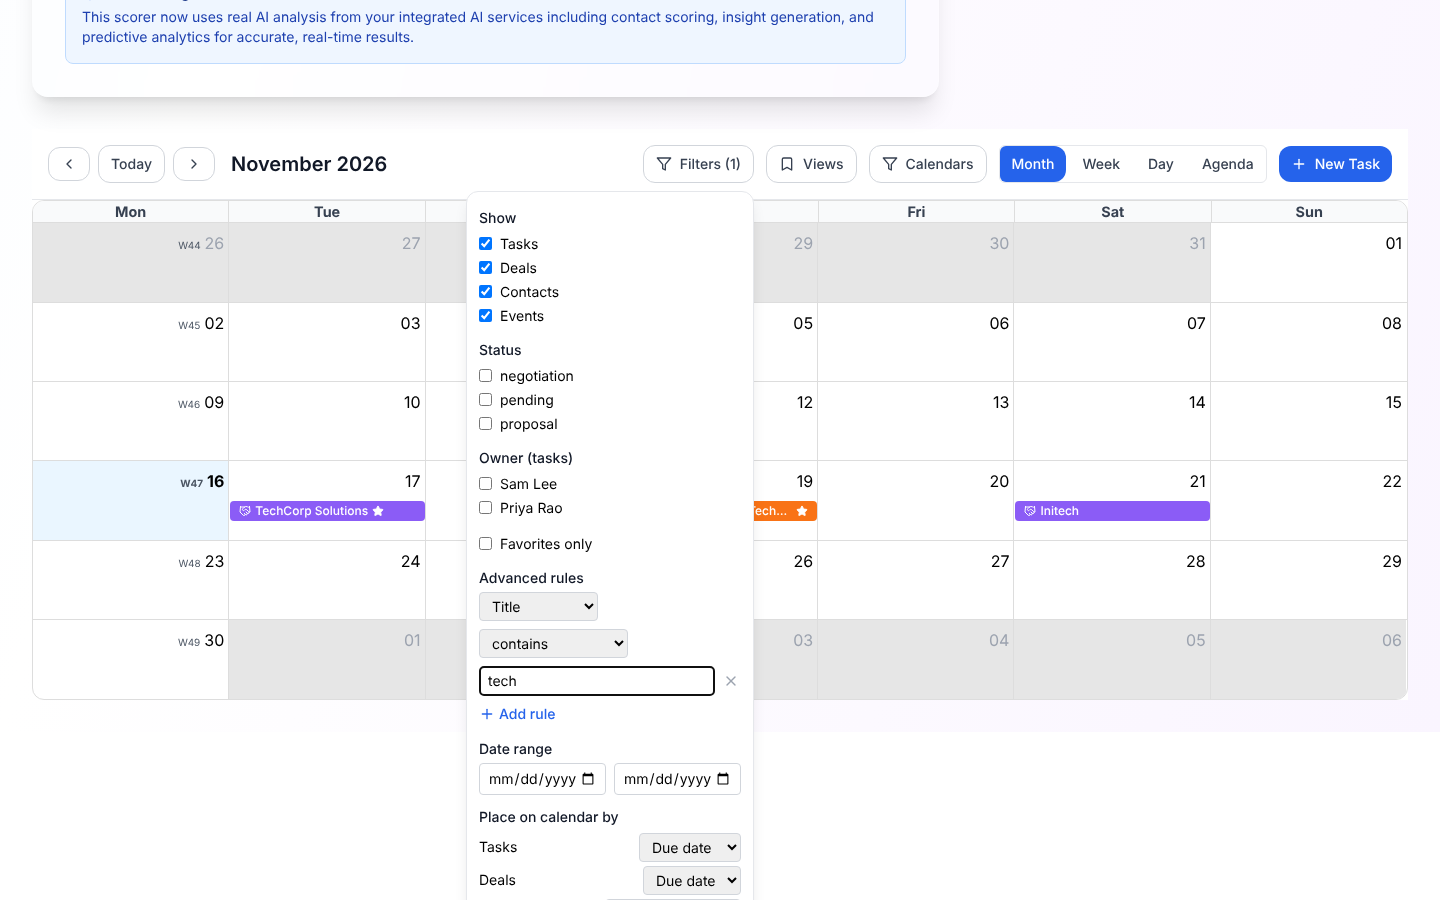 This scorer now uses real AI analysis from your integrated AI services including contact scoring, insight generation, and
predictive analytics for accurate, real-time results.
Today
November 2026
Filters (1)
Views
Calendars
Month
Week
Day
Agenda
New Task
Mon
Tue
Fri
Sat
Sun
W44 26
27
29
30
31
01
W45 02
03
05
06
07
08
W46 09
10
12
13
14
15
W47 16
17
19
20
21
22
TechCorp Solutions
Tech...
Initech
W48 23
24
26
27
28
29
W49 30
01
03
04
05
06
Show
Tasks
Deals
Contacts
Events
Status
negotiation
pending
proposal
Owner (tasks)
Sam Lee
Priya Rao
Favorites only
Advanced rules
Title
contains
tech
Add rule
Date range
mm/dd/yyyy
mm/dd/yyyy
Place on calendar by
Tasks
Due date
Deals
Due date